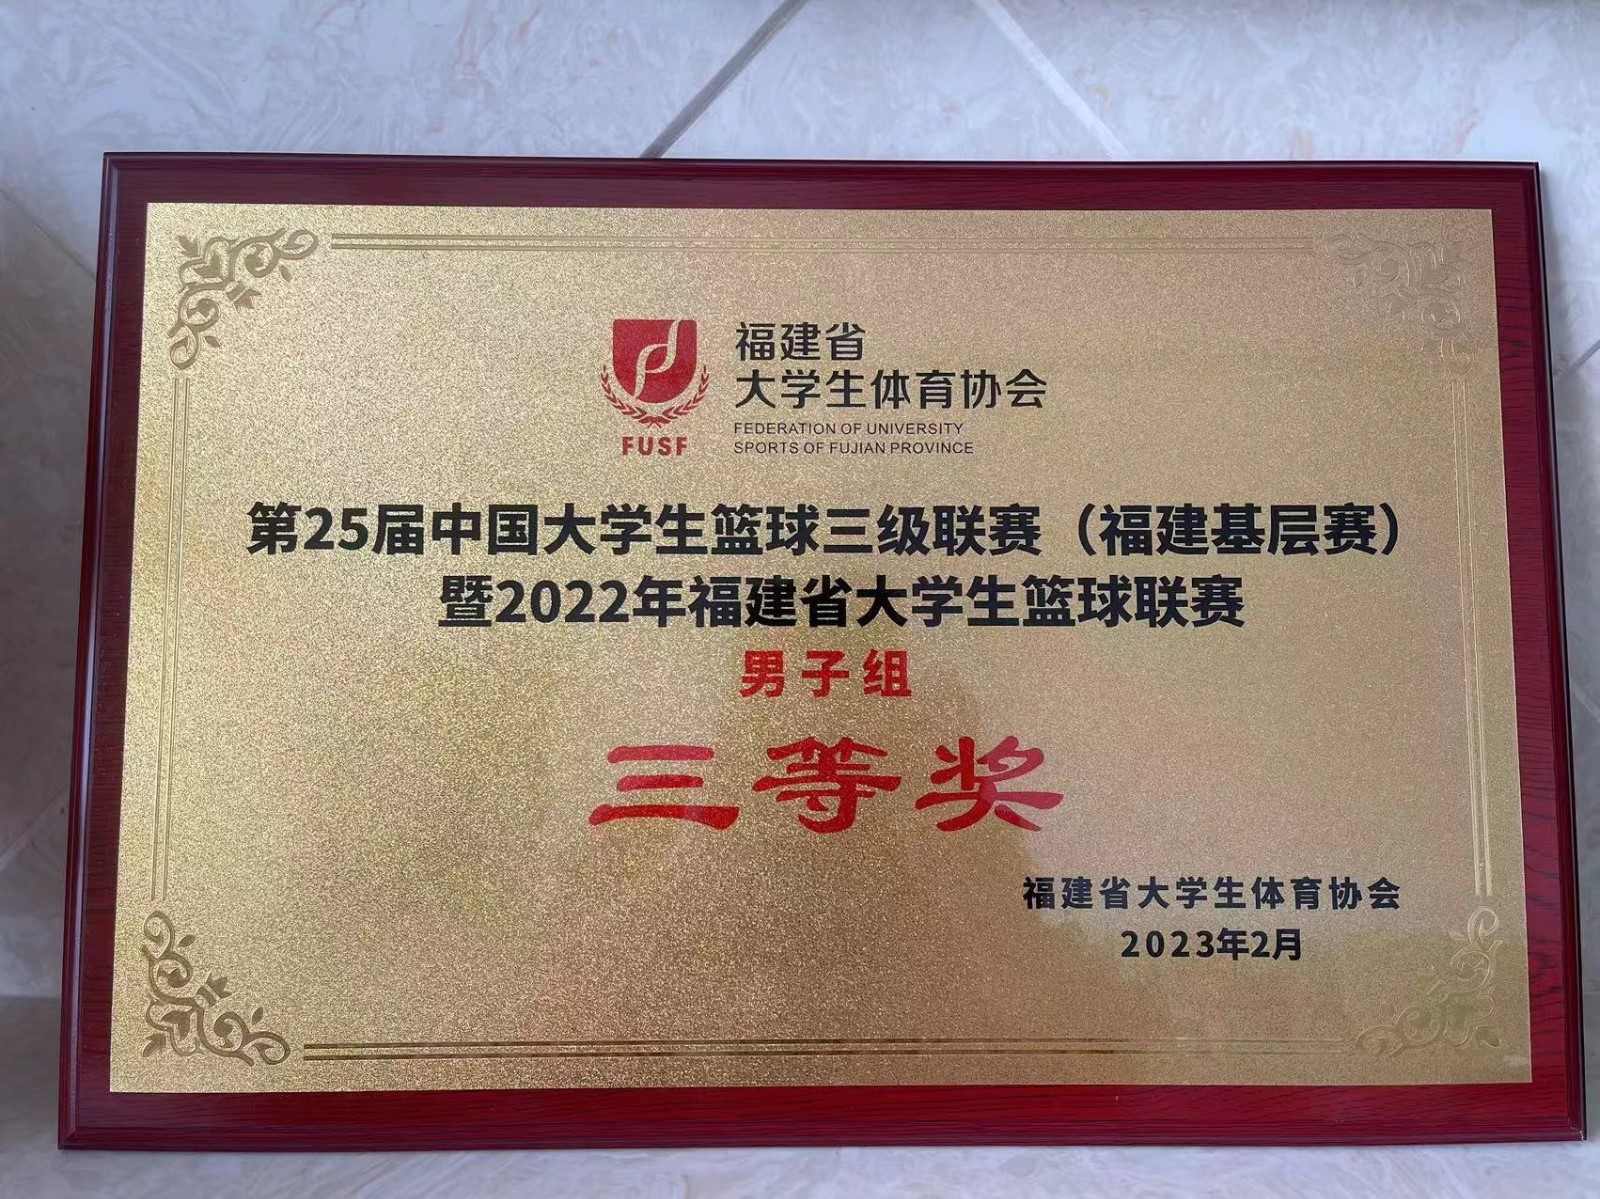 福建省
大学生体育协会
FEDERATION OF UNIVERSITY
SPORTS OF FUJIAN PROVINCE
FUSF
第25届中国大学生篮球三级联赛（福建基层赛）
暨2022年福建省大学生篮球联赛
男子组
三等奖
福建省大学生体育协会
2023年2月